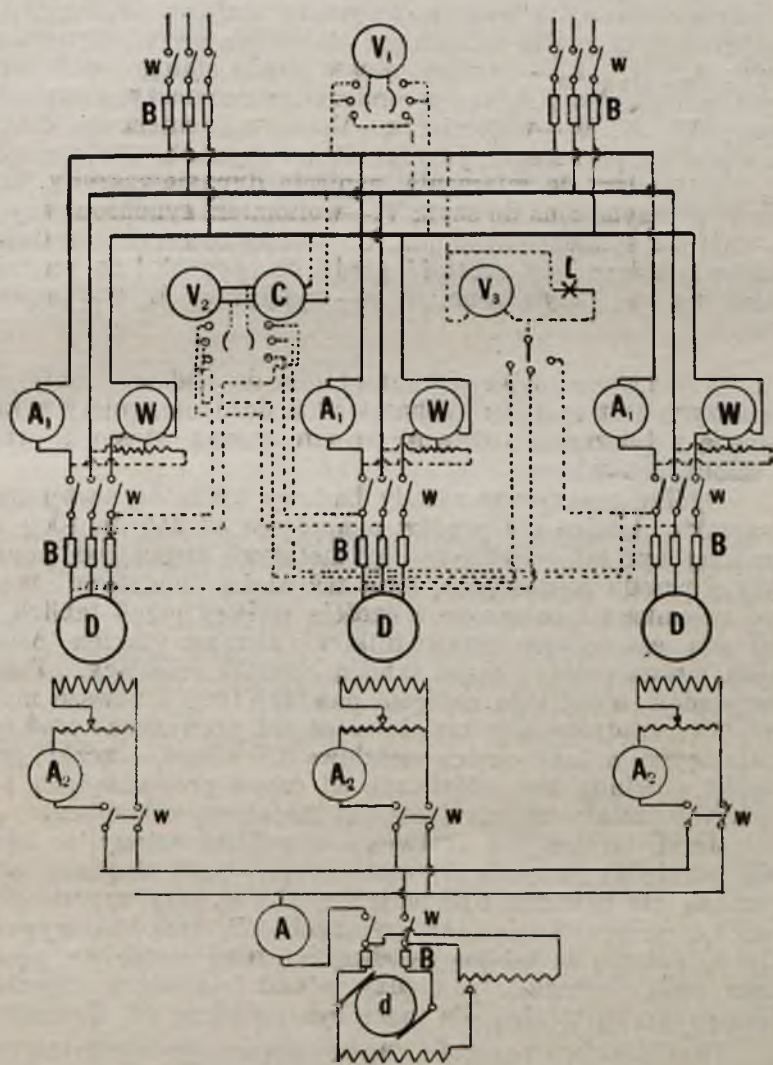 w V₁ w
B B
V₂ C V₃ L
A₁ W A₁ W A₁ W
w w w
B B B
D D D
A₂ A₂ A₂
w w w
A w
B
d